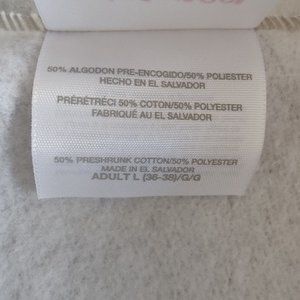 50% ALGODON PRE-ENCOGIDO/50% POLIESTER
HECHO EN EL SALVADOR
PRÉRÉTRÉCI 50% COTON/50% POLYESTER
FABRIQUÉ AU EL SALVADOR
50% PRESHRUNK COTTON/50% POLYESTER
MADE IN EL SALVADOR
ADULT L (36-38)/G/G